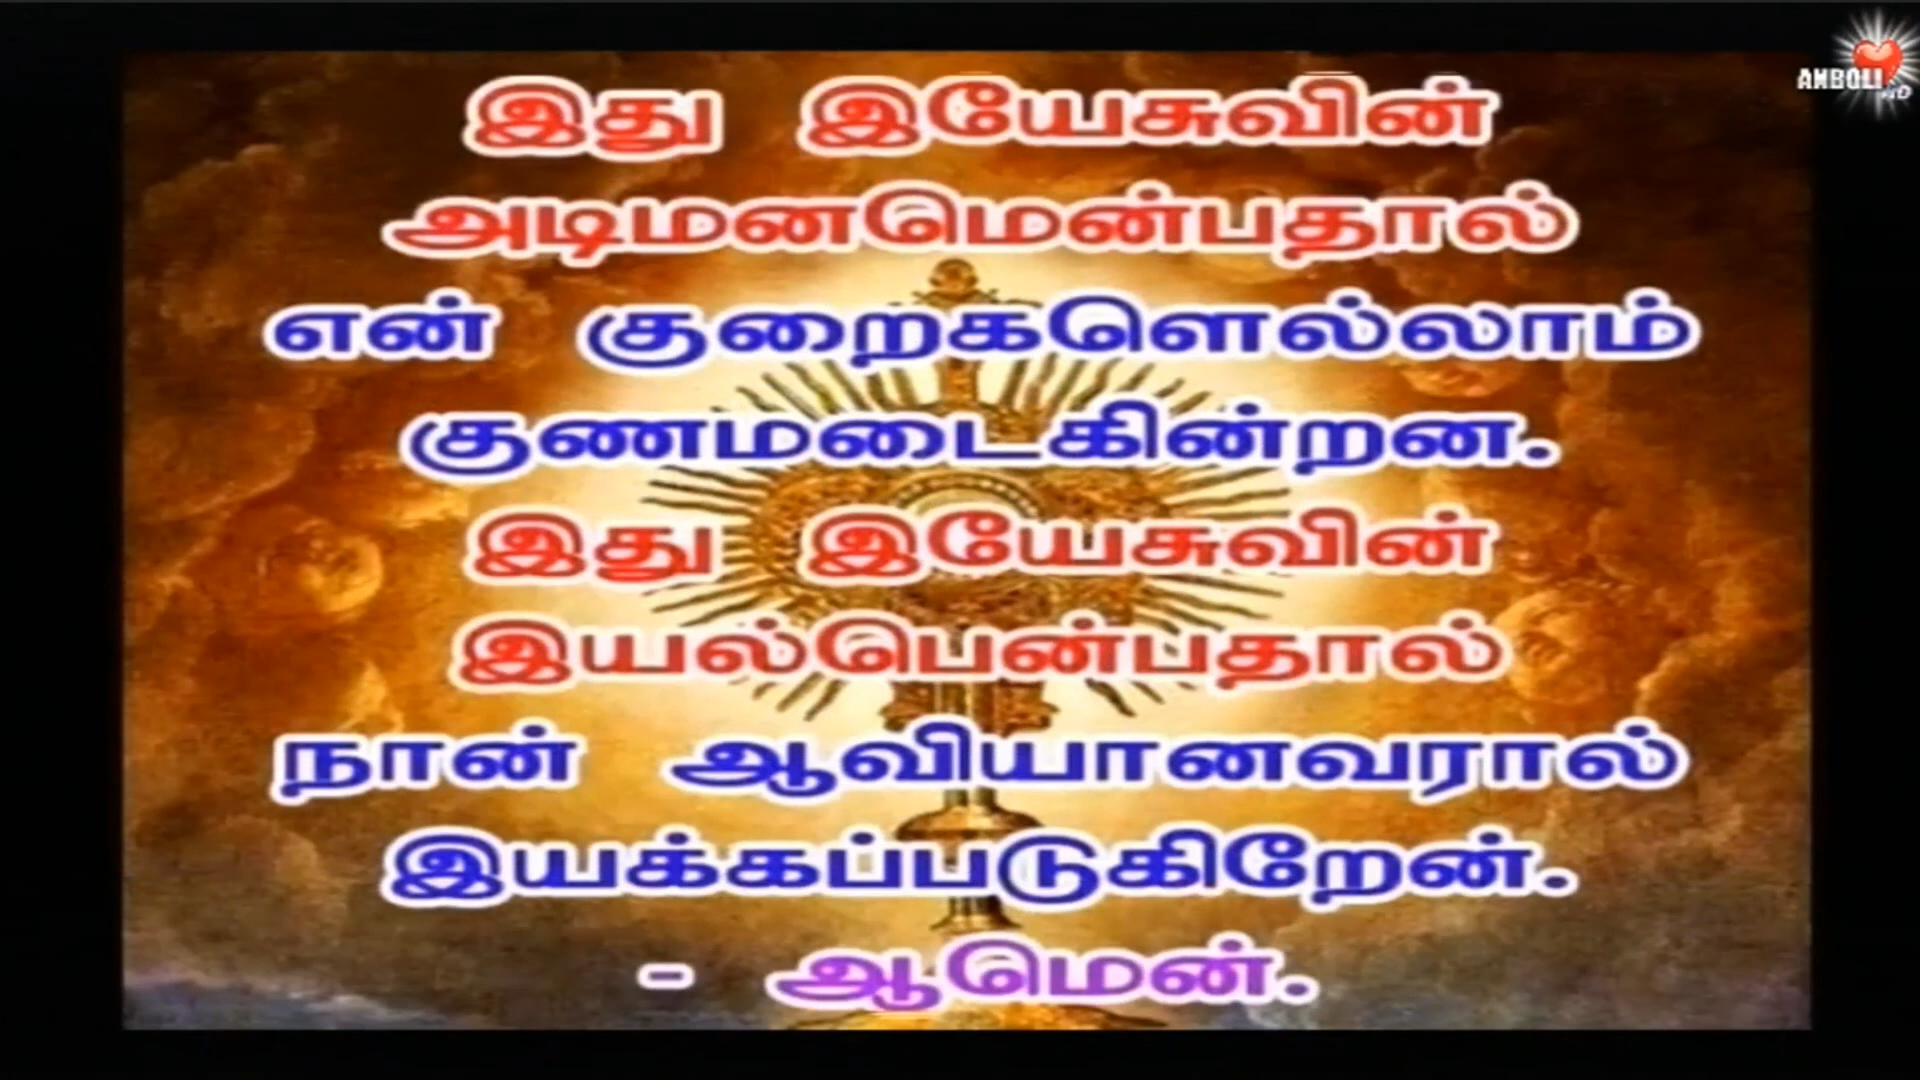 இது இயேசுவின்
அடிமனமென்பதால்
என் குறைகளெல்லாம்
குணமடைகின்றன.
இது இயேசுவின்
இயல்பென்பதால்
நான் ஆவியானவரால்
இயக்கப்படுகிறேன்.
- ஆமென்.
ANBOLI
HD